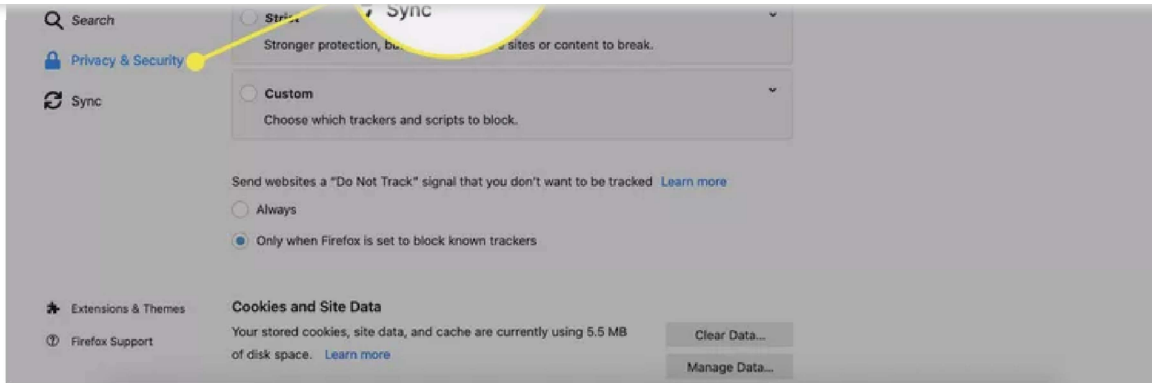 Search
Privacy & Security
Sync
Sync
Strict
Stronger protection, sites or content to break.
Custom
Choose which trackers and scripts to block.
Send websites a "Do Not Track" signal that you don't want to be tracked Learn more
Always
Only when Firefox is set to block known trackers
Extensions & Themes
Firefox Support
Cookies and Site Data
Your stored cookies, site data, and cache are currently using 5.5 MB
of disk space. Learn more
Clear Data...
Manage Data...